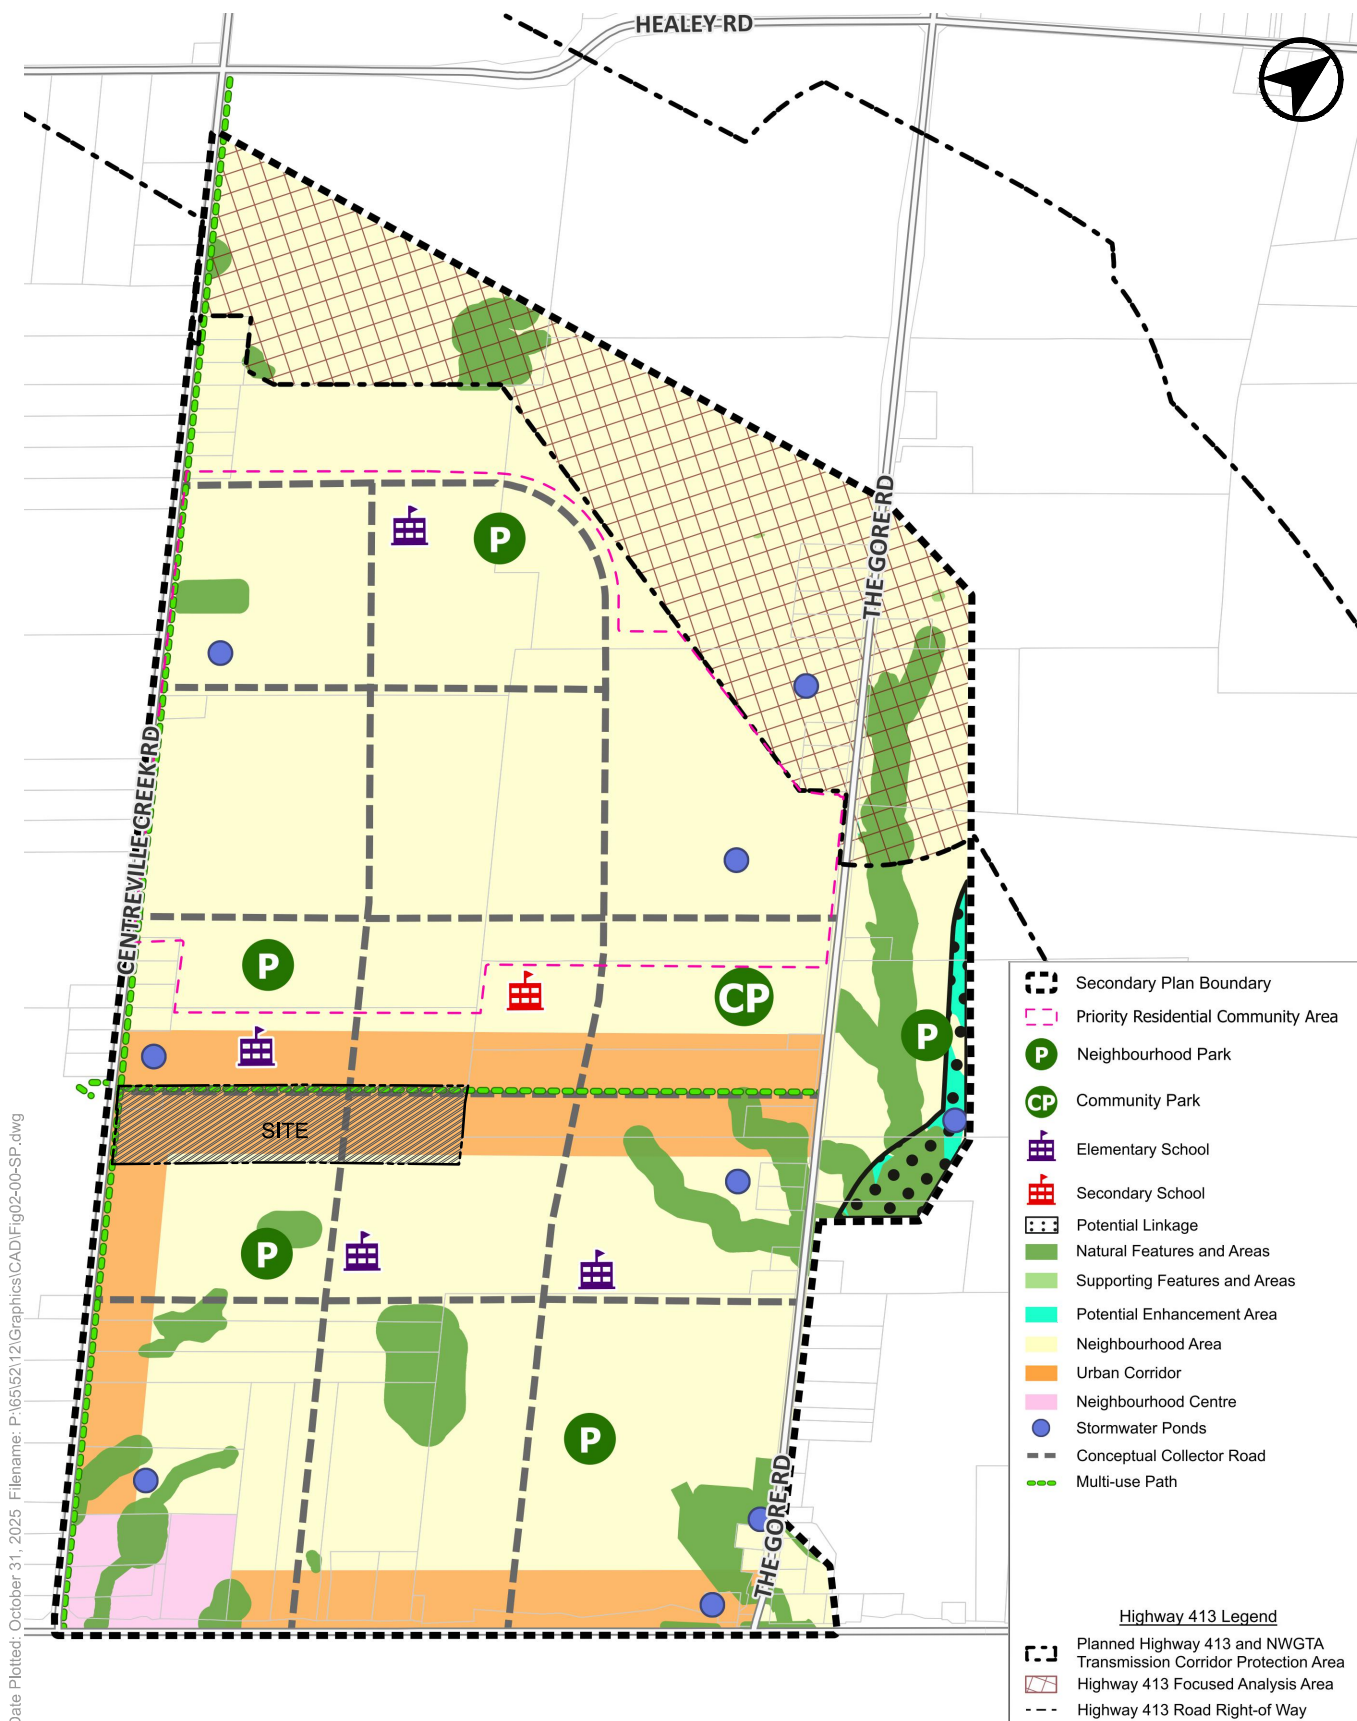 HEALEY RD
THE GORE RD
P
CENTREVILLE CREEK RD
P
CP
P
SITE
P
P
THE GORE RD
Secondary Plan Boundary
Priority Residential Community Area
P Neighbourhood Park
CP Community Park
Elementary School
Secondary School
Potential Linkage
Natural Features and Areas
Supporting Features and Areas
Potential Enhancement Area
Neighbourhood Area
Urban Corridor
Neighbourhood Centre
Stormwater Ponds
Conceptual Collector Road
Multi-use Path
Highway 413 Legend
Planned Highway 413 and NWGTA
Transmission Corridor Protection Area
Highway 413 Focused Analysis Area
Highway 413 Road Right-of Way
Date Plotted: October 31, 2025 Filename: P:\65\52\12\Graphics\CAD\Fig02-00-SP.dwg